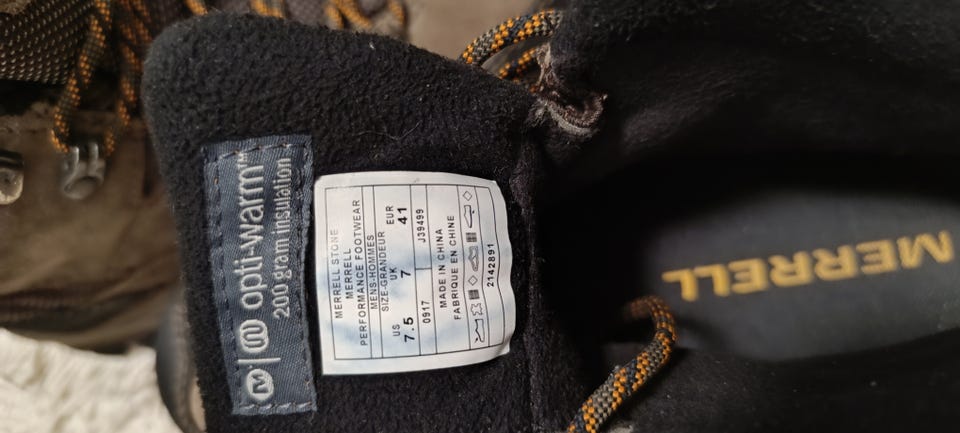 M opti-warm™
200 gram insulation
MERRELL STONE
MERRELL
PERFORMANCE FOOTWEAR
MENS-HOMMES
SIZE-GRANDEUR
US UK EUR
7.5 7 41
0917 J39499
MADE IN CHINA
FABRIQUE EN CHINE
2142891
MERRELL